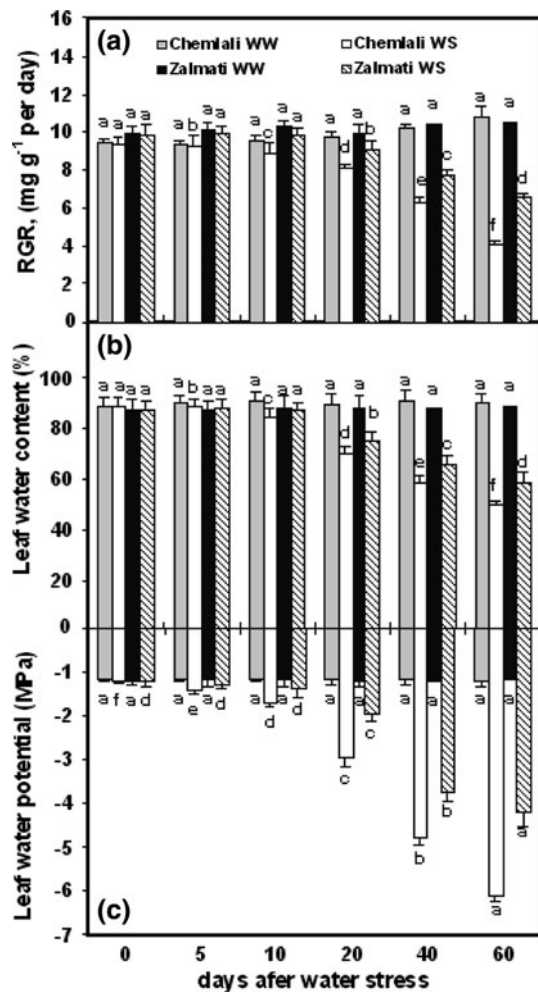 (a)
Chemlali WW
Chemlali WS
Zalmati WW
Zalmati WS
RGR, (mg g⁻¹ per day)
16
14
12
10
8
6
4
2
0
a a a a
a b a a
a c a a
a d a b
a e a c
a f a d
(b)
Leaf water content (%)
100
80
60
40
20
0
a a a a
a b a a
a c a a
a d a b
a e a c
a f a d
Leaf water potential (MPa)
-1
-2
-3
-4
-5
-6
-7
a f a d
a e a d
a d a d
a c a c
a b a b
a a a a
(c)
0 5 10 20 40 60
days afer water stress